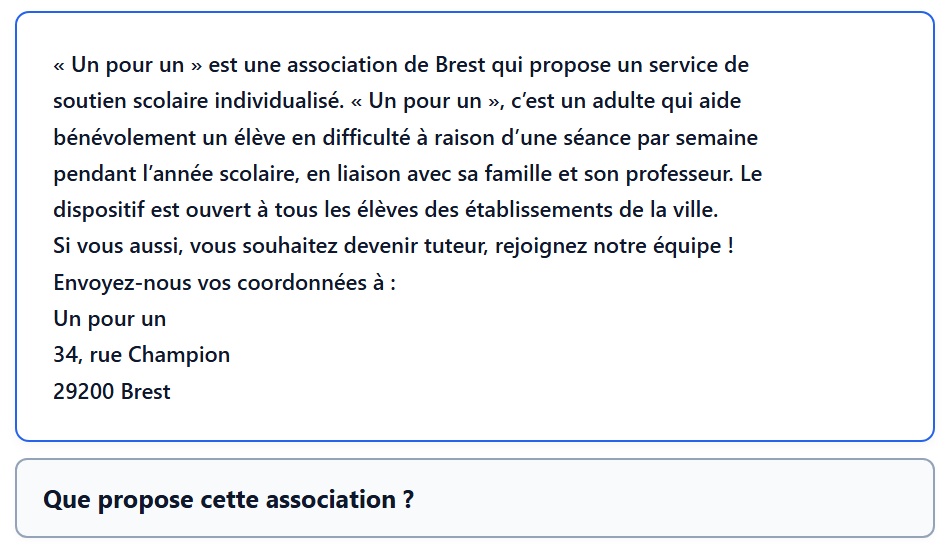 « Un pour un » est une association de Brest qui propose un service de
soutien scolaire individualisé. « Un pour un », c’est un adulte qui aide
bénévolement un élève en difficulté à raison d’une séance par semaine
pendant l’année scolaire, en liaison avec sa famille et son professeur. Le
dispositif est ouvert à tous les élèves des établissements de la ville.
Si vous aussi, vous souhaitez devenir tuteur, rejoignez notre équipe !
Envoyez-nous vos coordonnées à :
Un pour un
34, rue Champion
29200 Brest
Que propose cette association ?